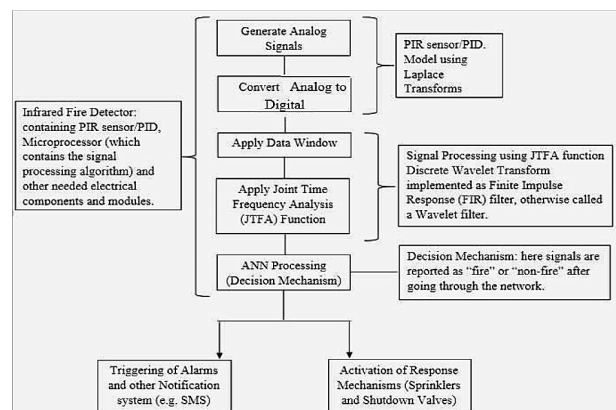 Generate Analog
Signals
PIR sensor/PID.
Model using
Laplace
Transforms
Convert Analog to
Digital
Infrared Fire Detector:
containing PIR sensor/PID,
Microprocessor (which
contains the signal
processing algorithm) and
other needed electrical
components and modules.
Apply Data Window
Apply Joint Time
Frequency Analysis
(JTFA) Function
Signal Processing using JTFA function
Discrete Wavelet Transform
implemented as Finite Impulse
Response (FIR) filter, otherwise called
a Wavelet filter.
ANN Processing
(Decision Mechanism)
Decision Mechanism: here signals are
reported as “fire” or “non-fire” after
going through the network.
Triggering of Alarms
and other Notification
system (e.g. SMS)
Activation of Response
Mechanisms (Sprinklers
and Shutdown Valves)